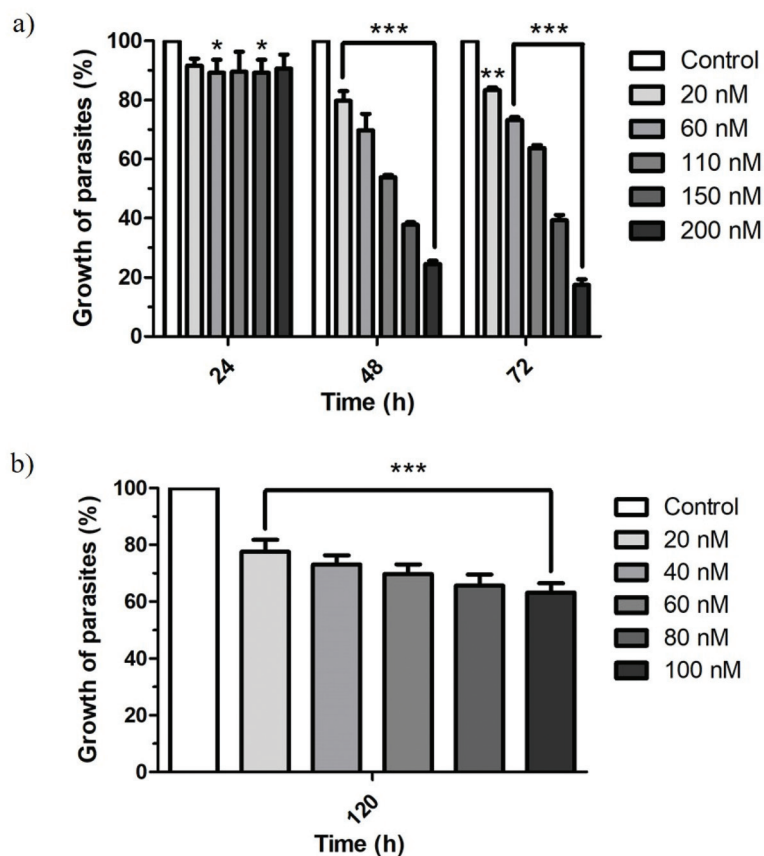 a)
Growth of parasites (%)
100
80
60
40
20
0
* * *** ** ***
24 48 72
Time (h)
Control
20 nM
60 nM
110 nM
150 nM
200 nM
b)
Growth of parasites (%)
100
80
60
40
20
0
***
120
Time (h)
Control
20 nM
40 nM
60 nM
80 nM
100 nM